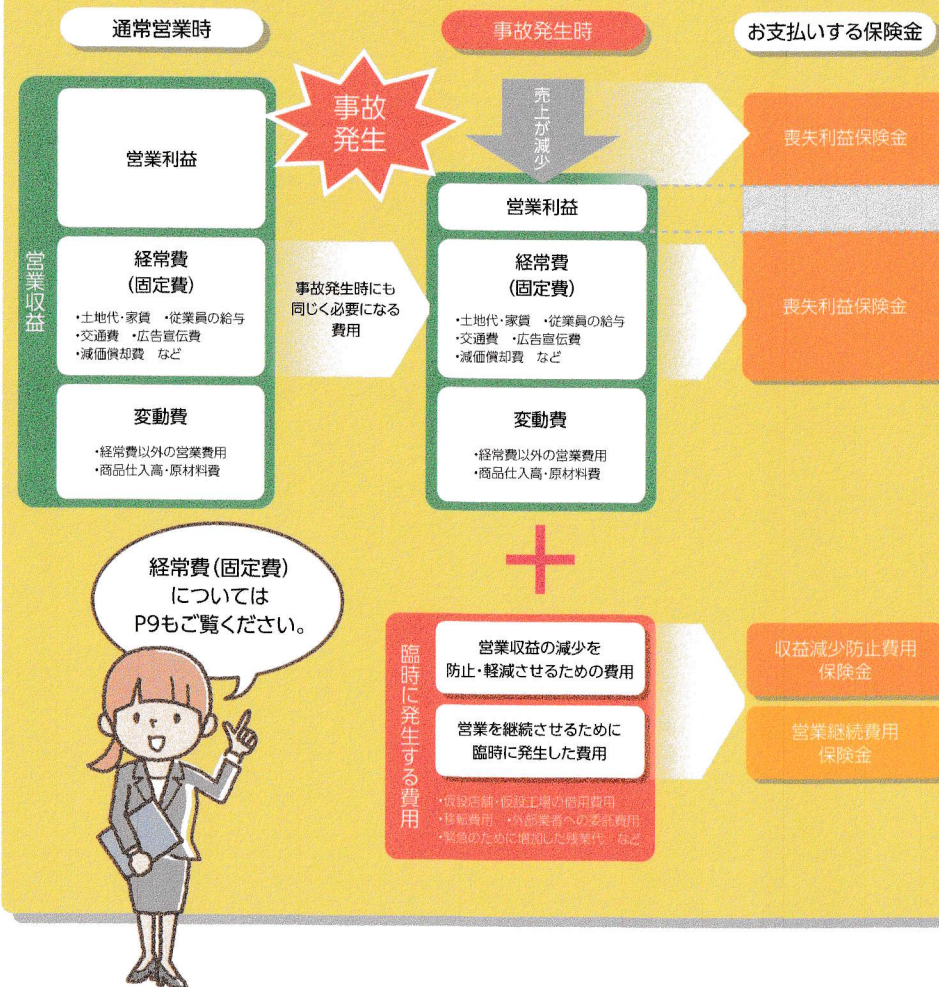 通常営業時
事故発生時
お支払いする保険金
営業収益
営業利益
経常費
(固定費)
・土地代・家賃 ・従業員の給与
・交通費 ・広告宣伝費
・減価償却費 など
変動費
・経常費以外の営業費用
・商品仕入高・原材料費
事故
発生
事故発生時にも
同じく必要になる
費用
売上が減少
営業利益
経常費
(固定費)
・土地代・家賃 ・従業員の給与
・交通費 ・広告宣伝費
・減価償却費 など
変動費
・経常費以外の営業費用
・商品仕入高・原材料費
喪失利益保険金
喪失利益保険金
経常費(固定費)
については
P9もご覧ください。
臨時に発生する費用
営業収益の減少を
防止・軽減させるための費用
営業を継続させるために
臨時に発生した費用
・仮設店舗・仮設工場の借用費用
・移転費用 ・外部業者への委託費用
・緊急のために増加した残業代 など
収益減少防止費用
保険金
営業継続費用
保険金